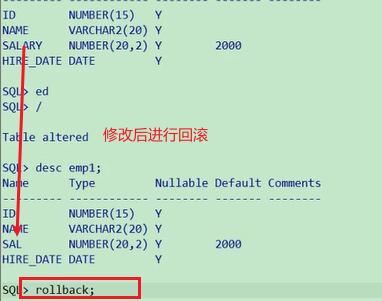 ID NUMBER(15) Y
NAME VARCHAR2(20) Y
SALARY NUMBER(20,2) Y 2000
HIRE_DATE DATE Y
SQL> ed
SQL> /
Table altered 修改后进行回滚
SQL> desc emp1;
Name Type Nullable Default Comments
--------- ------------ -------- ------- --------
ID NUMBER(15) Y
NAME VARCHAR2(20) Y
SAL NUMBER(20,2) Y 2000
HIRE_DATE DATE Y
SQL> rollback;